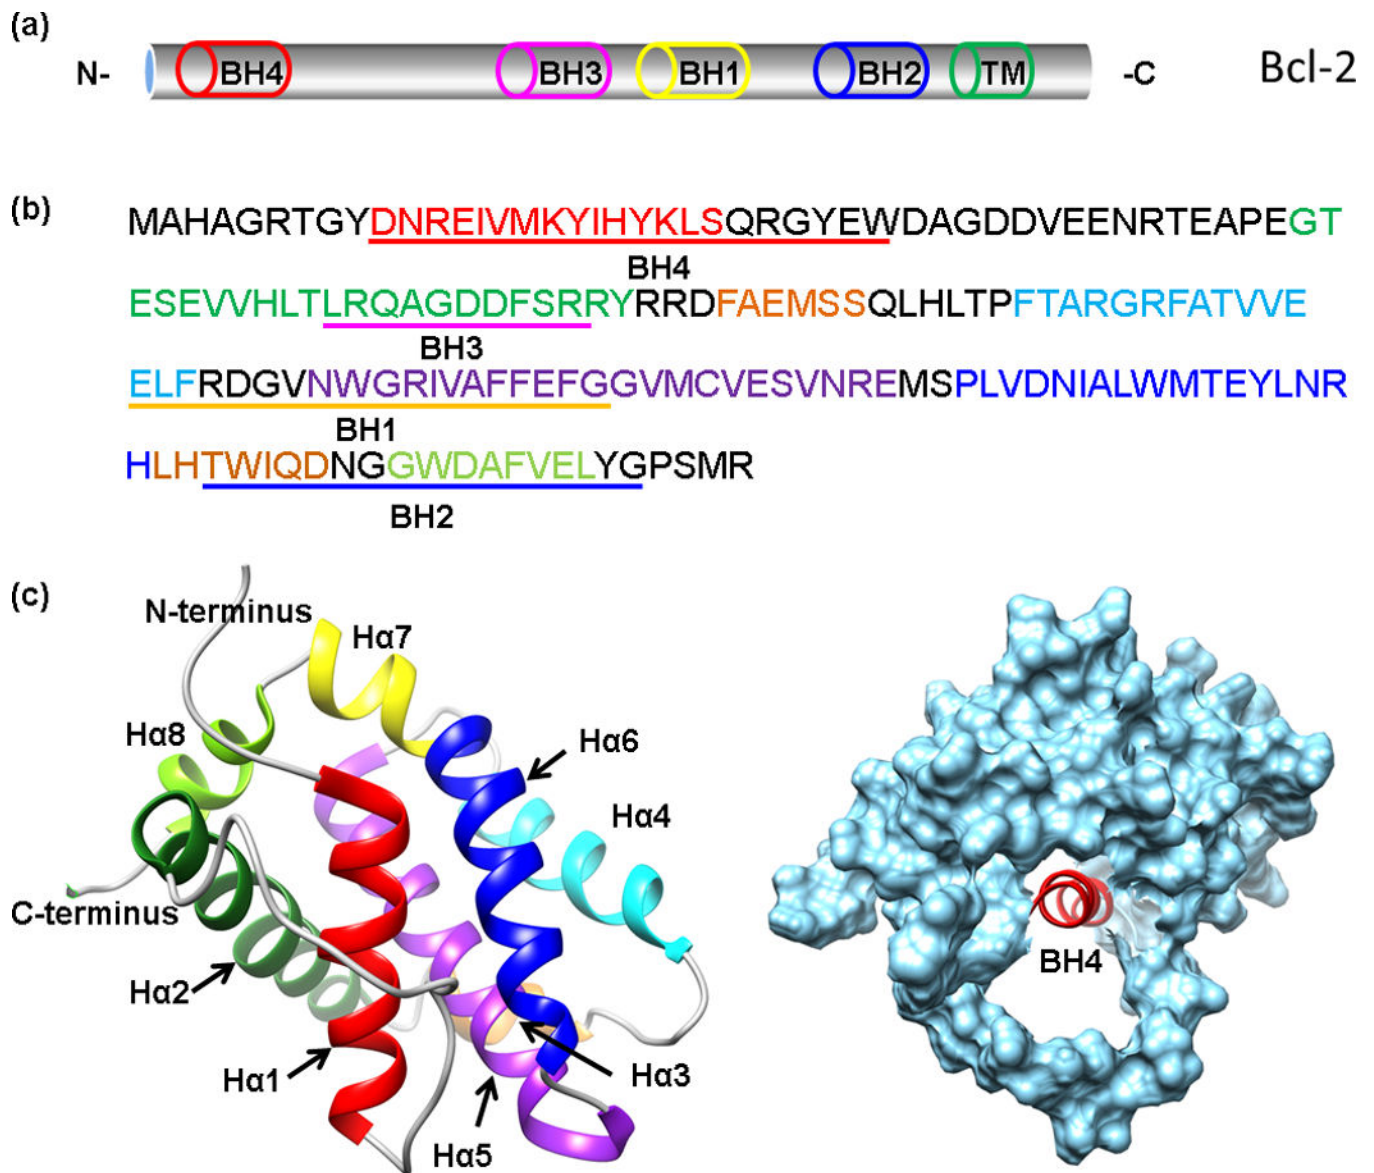 (a)
N- BH4 BH3 BH1 BH2 TM -C Bcl-2
(b)
MAHAGRTGYDNREIVMKYIHYKLSQRGYEWDAGDDVEENRTEAPEGT
BH4
ESEVVHLTLRQAGDDFSRRYRRDFAEMSSQLHLTPFTARGRFATVVE
BH3
ELFRDGVNWGRIVAFFEFGGVMCVESVNREMSPLVDNIALWMTEYLNR
BH1
HLHTWIQDNGGWDAFVELYGPSMR
BH2
(c)
N-terminus
Hα7
Hα8
Hα6
Hα4
C-terminus
Hα2
Hα1
Hα3
Hα5
BH4